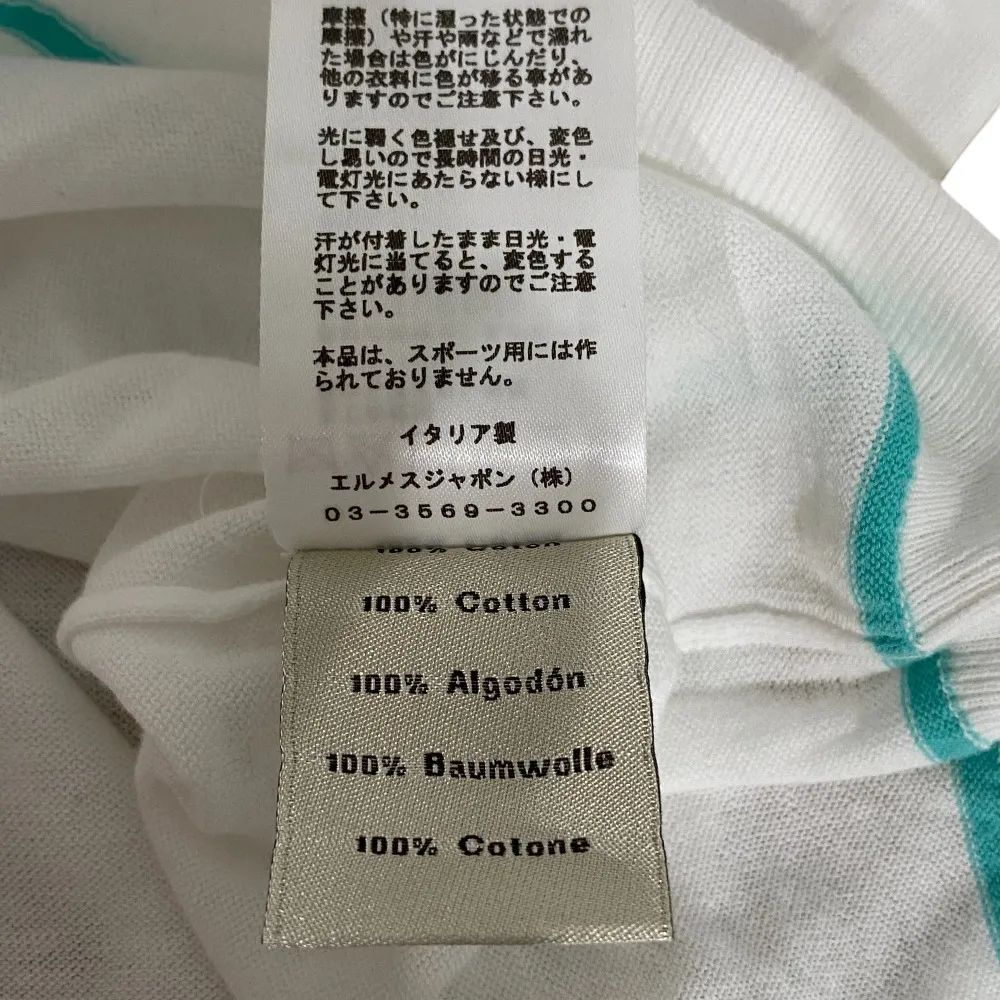 摩擦（特に湿った状態での
摩擦）や汗や雨などで濡れ
た場合は色がにじんだり、
他の衣料に色が移る事があ
りますのでご注意下さい。
光に弱く色褪せ及び、変色
し易いので長時間の日光・
電灯光にあたらない様にし
て下さい。
汗が付着したまま日光・電
灯光に当てると、変色する
ことがありますのでご注意
下さい。
本品は、スポーツ用には作
られておりません。
イタリア製
エルメスジャポン（株）
03-3569-3300
100% Coton
100% Cotton
100% Algodón
100% Baumwolle
100% Cotone